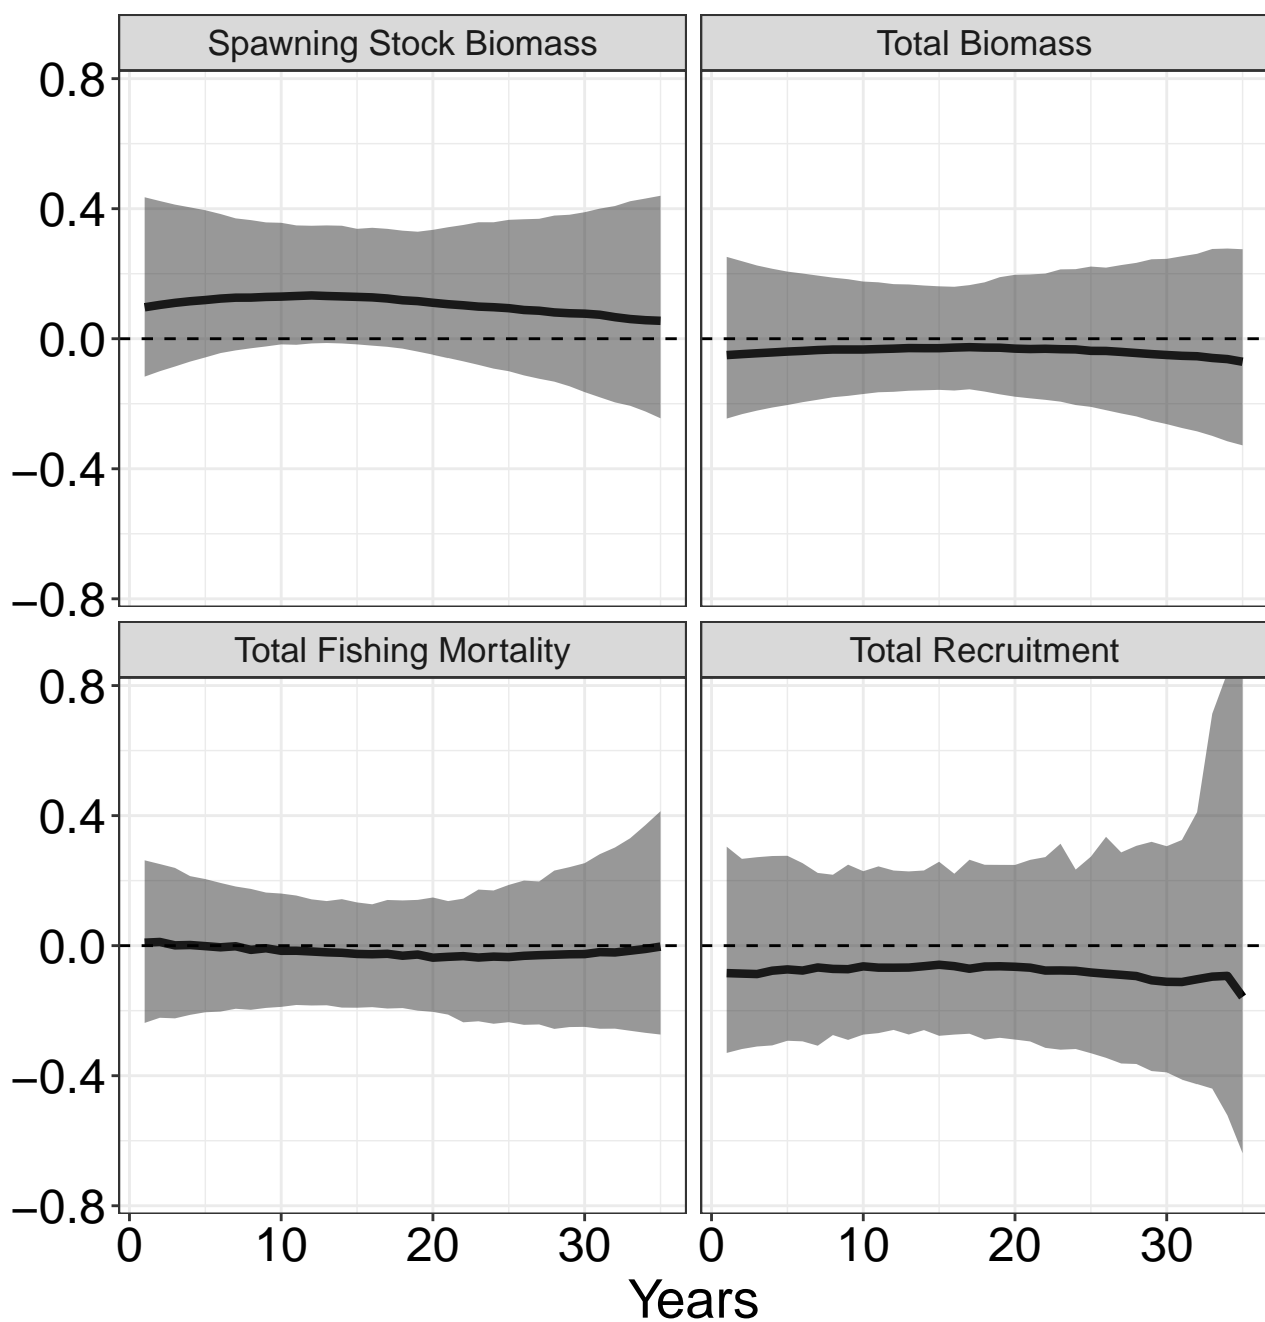 Spawning Stock Biomass
Total Biomass
0.8
0.4
0.0
−0.4
−0.8
Total Fishing Mortality
Total Recruitment
0.8
0.4
0.0
−0.4
−0.8
0 10 20 30
0 10 20 30
Years